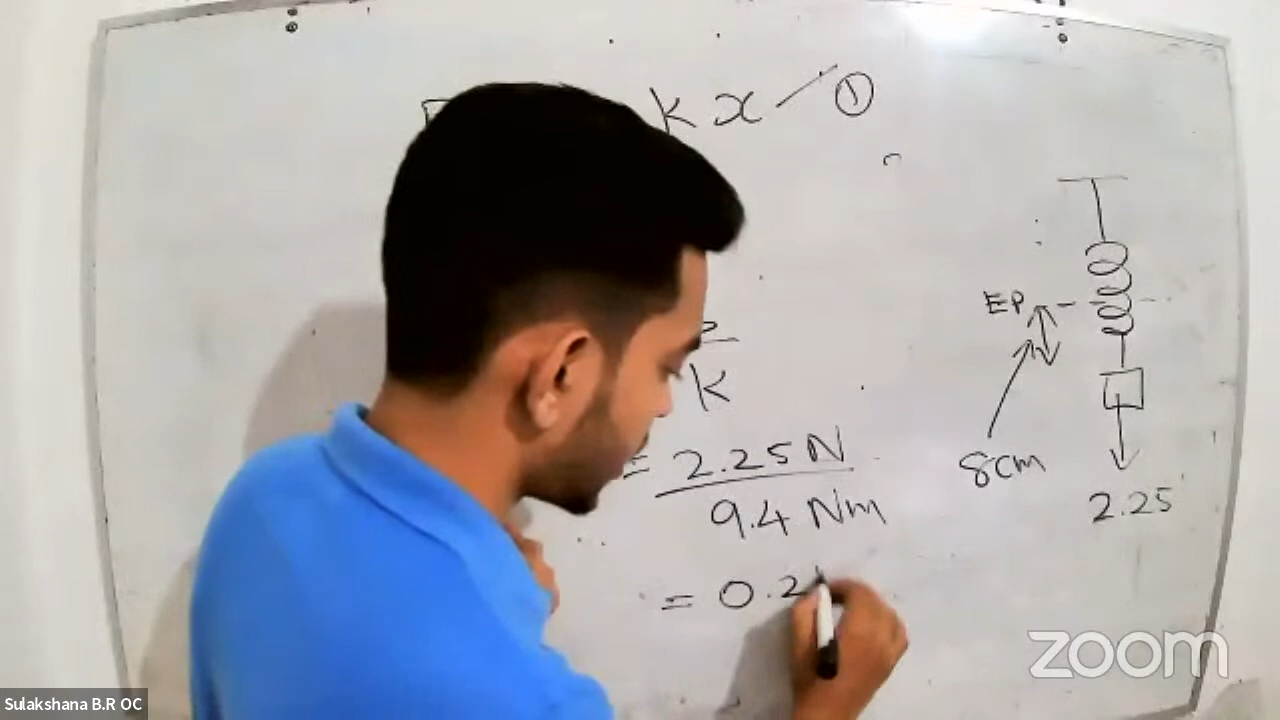 kx ①
k
= 2.25 N
9.4 Nm
= 0.2
EP
8cm
2.25
zoom
Sulakshana B.R OC